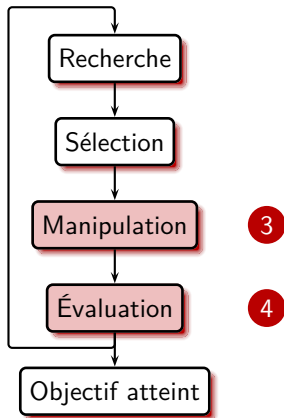 Recherche
Sélection
Manipulation
3
Évaluation
4
Objectif atteint